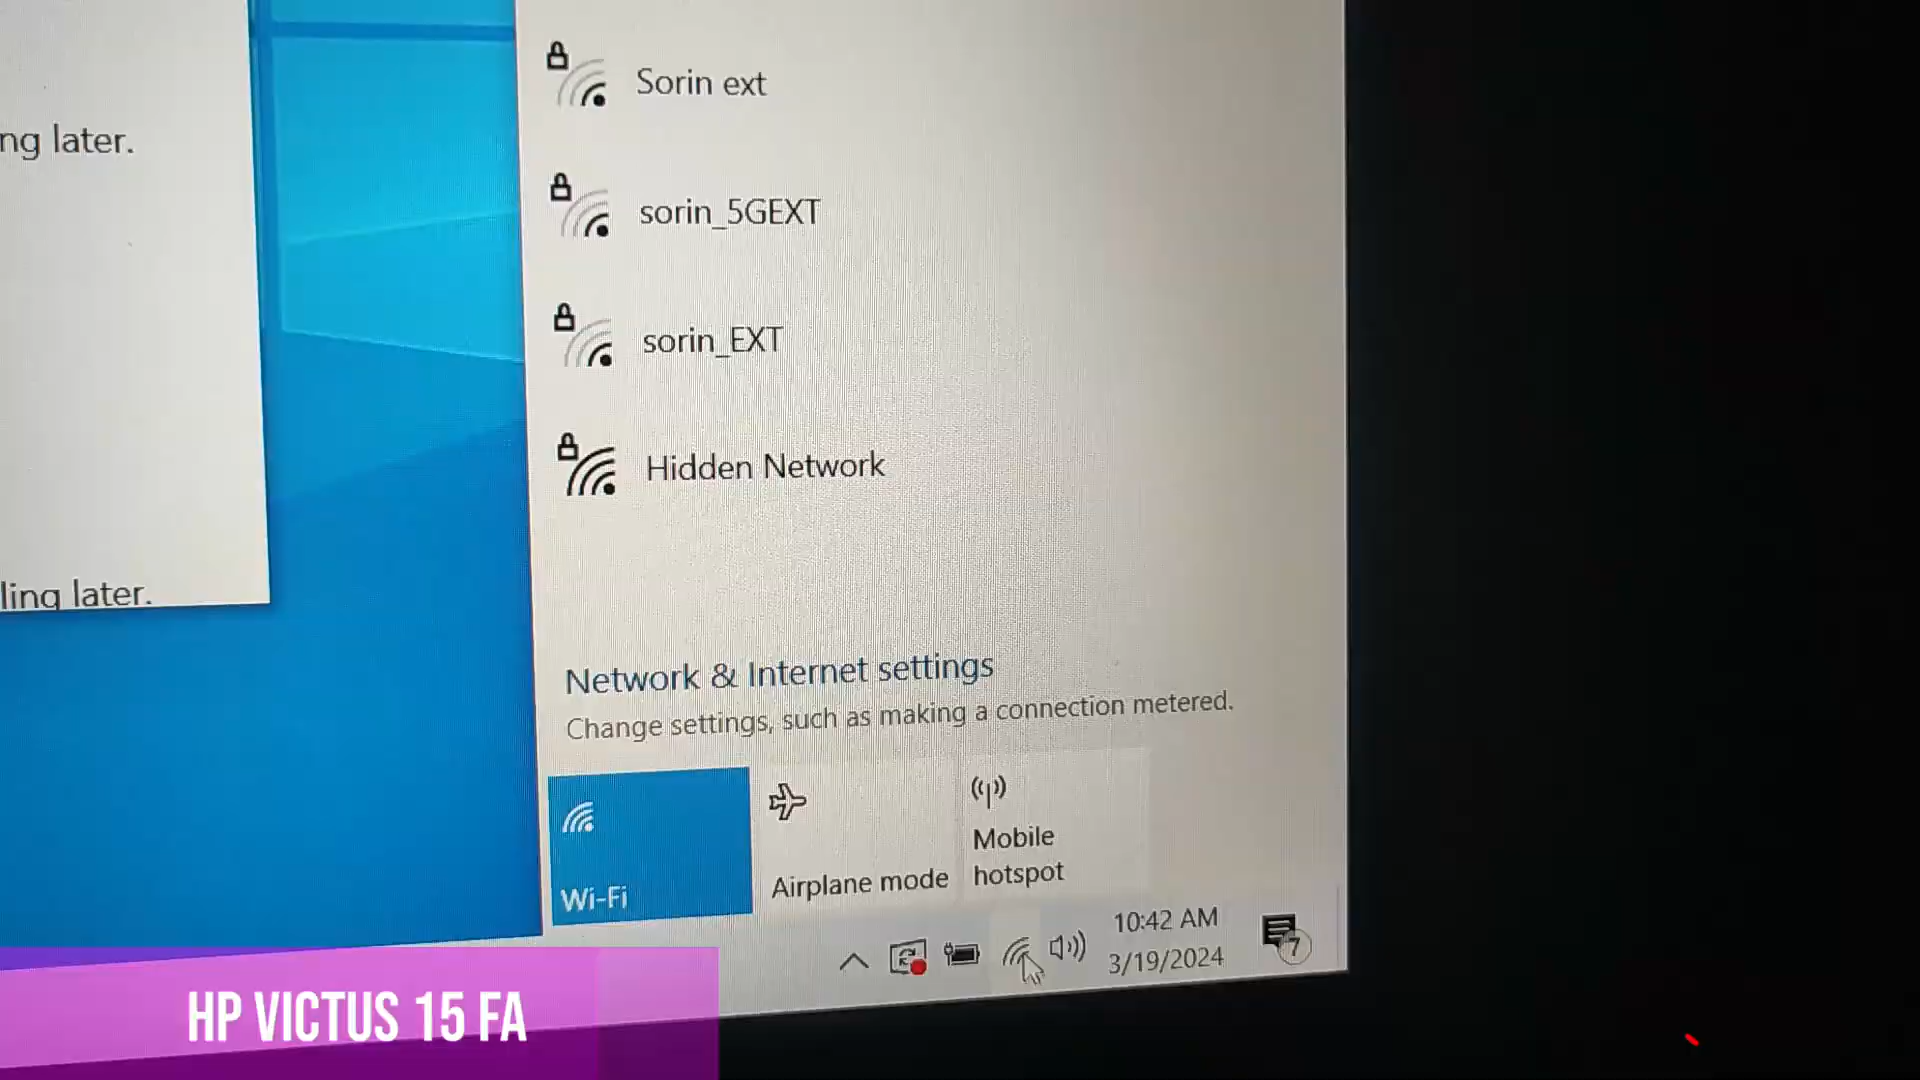 ng later.
ling later.
Sorin ext
sorin_5GEXT
sorin_EXT
Hidden Network
Network & Internet settings
Change settings, such as making a connection metered.
Wi-Fi
Airplane mode
Mobile
hotspot
10:42 AM
3/19/2024
7
HP VICTUS 15 FA